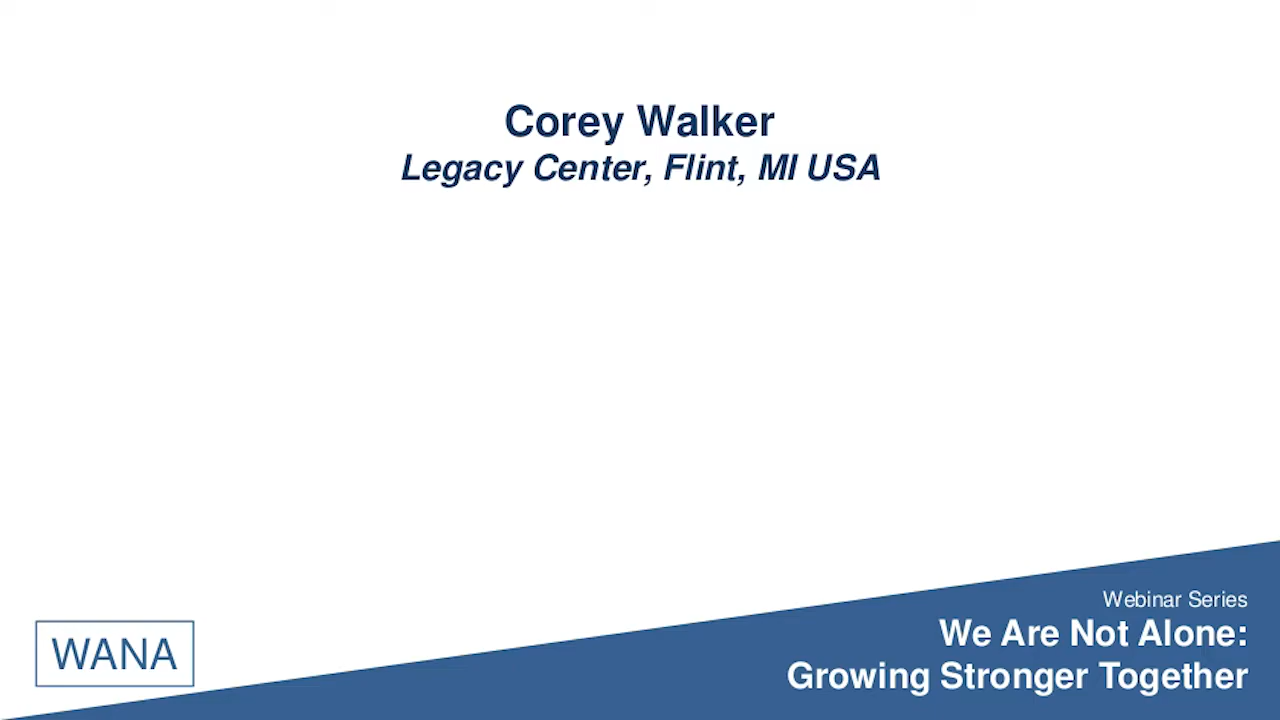 Corey Walker
Legacy Center, Flint, MI USA
Webinar Series
We Are Not Alone:
Growing Stronger Together
WANA